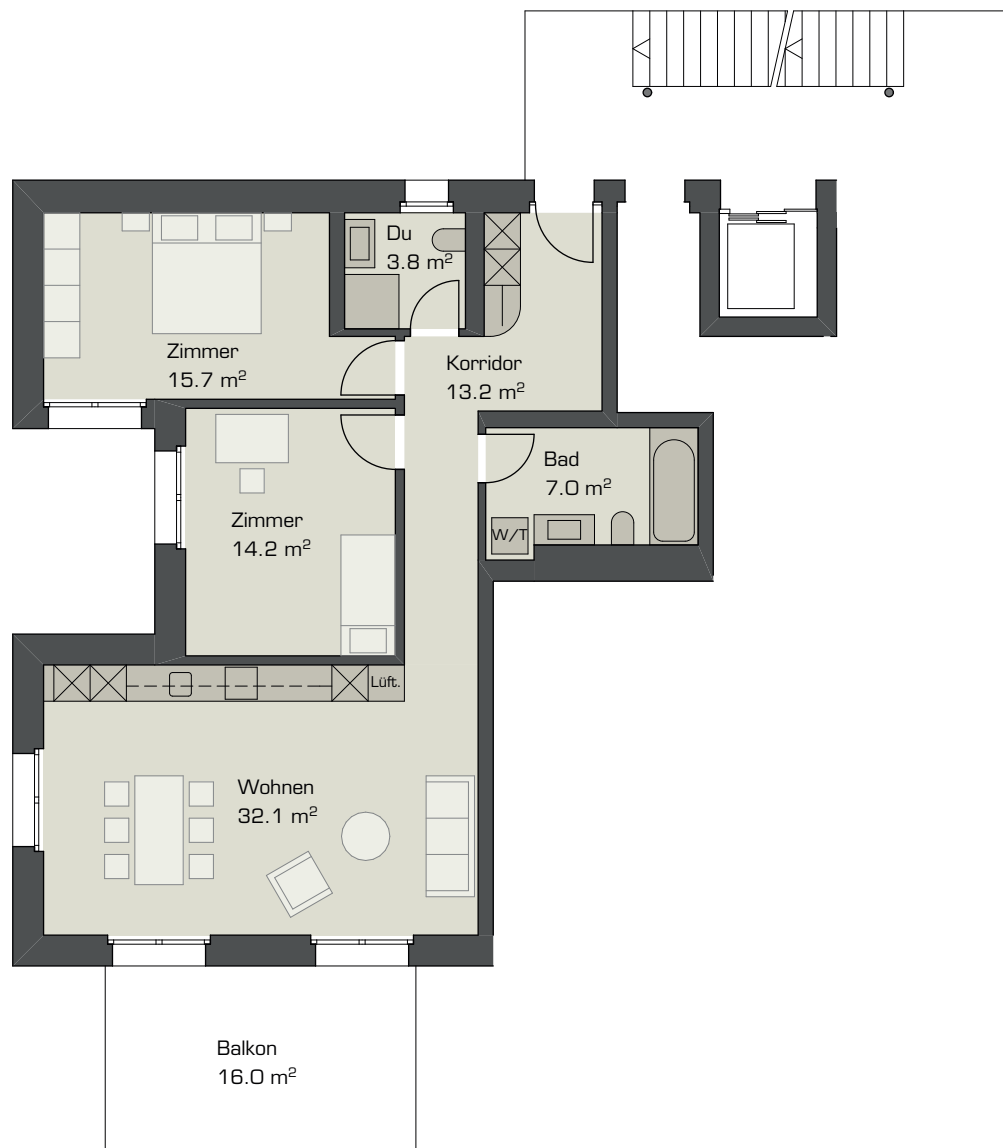 Du
3.8 m²
Zimmer
15.7 m²
Korridor
13.2 m²
Bad
7.0 m²
Zimmer
14.2 m²
W/T
Lüft.
Wohnen
32.1 m²
Balkon
16.0 m²